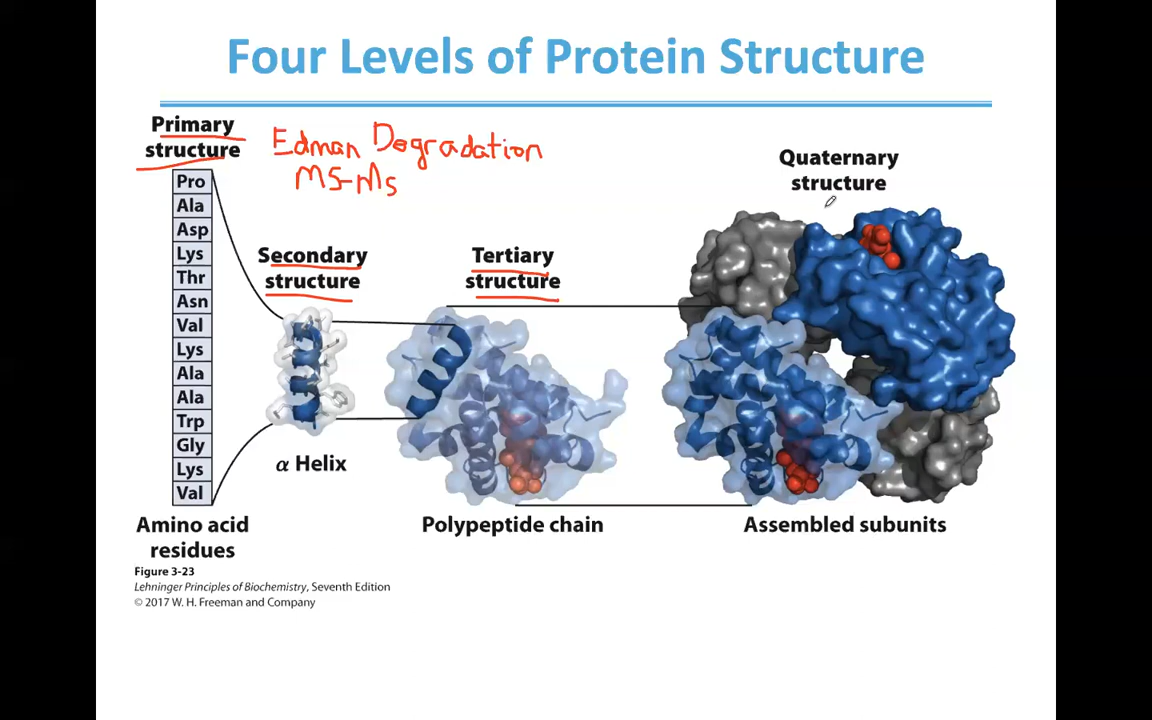 Four Levels of Protein Structure
Primary
structure
Edman Degradation
MS-MS
Pro
Ala
Asp
Lys
Thr
Asn
Val
Lys
Ala
Ala
Trp
Gly
Lys
Val
Amino acid
residues
Secondary
structure
α Helix
Tertiary
structure
Polypeptide chain
Quaternary
structure
Assembled subunits
Figure 3-23
Lehninger Principles of Biochemistry, Seventh Edition
© 2017 W. H. Freeman and Company